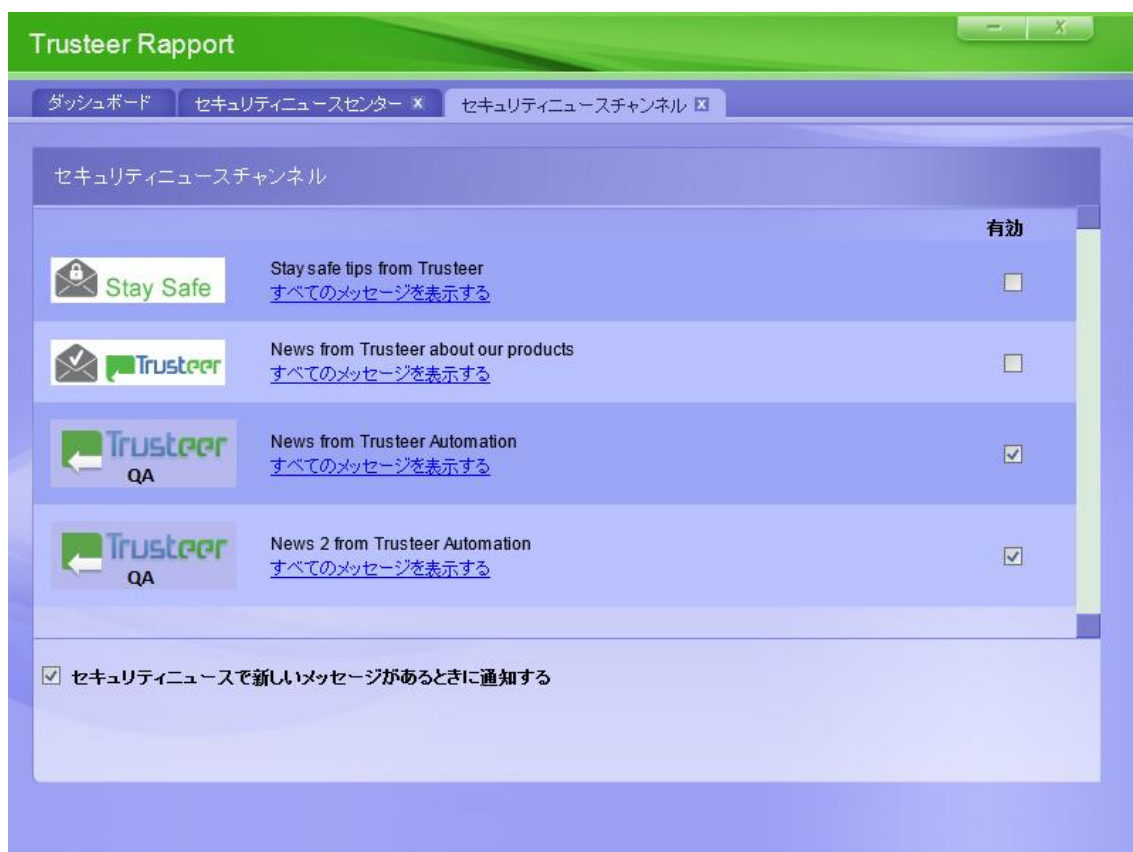 Trusteer Rapport
ダッシュボード セキュリティニュースセンター x セキュリティニュースチャンネル x
セキュリティニュースチャンネル
有効
Stay Safe
Stay safe tips from Trusteer
すべてのメッセージを表示する
Trusteer
News from Trusteer about our products
すべてのメッセージを表示する
Trusteer
QA
News from Trusteer Automation
すべてのメッセージを表示する
Trusteer
QA
News 2 from Trusteer Automation
すべてのメッセージを表示する
セキュリティニュースで新しいメッセージがあるときに通知する